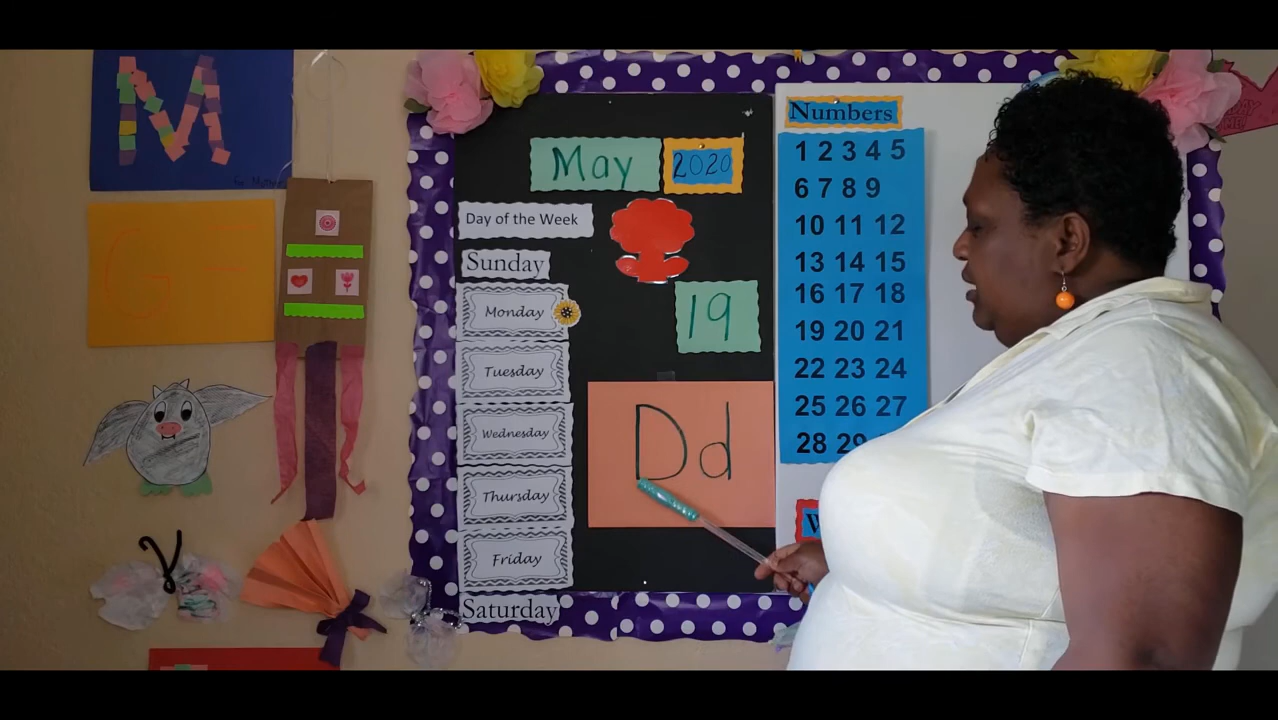 M
for Mother
May
2020
Day of the Week
Sunday
Monday
Tuesday
Wednesday
Thursday
Friday
Saturday
19
Dd
Numbers
1 2 3 4 5
6 7 8 9
10 11 12
13 14 15
16 17 18
19 20 21
22 23 24
25 26 27
28 29
W